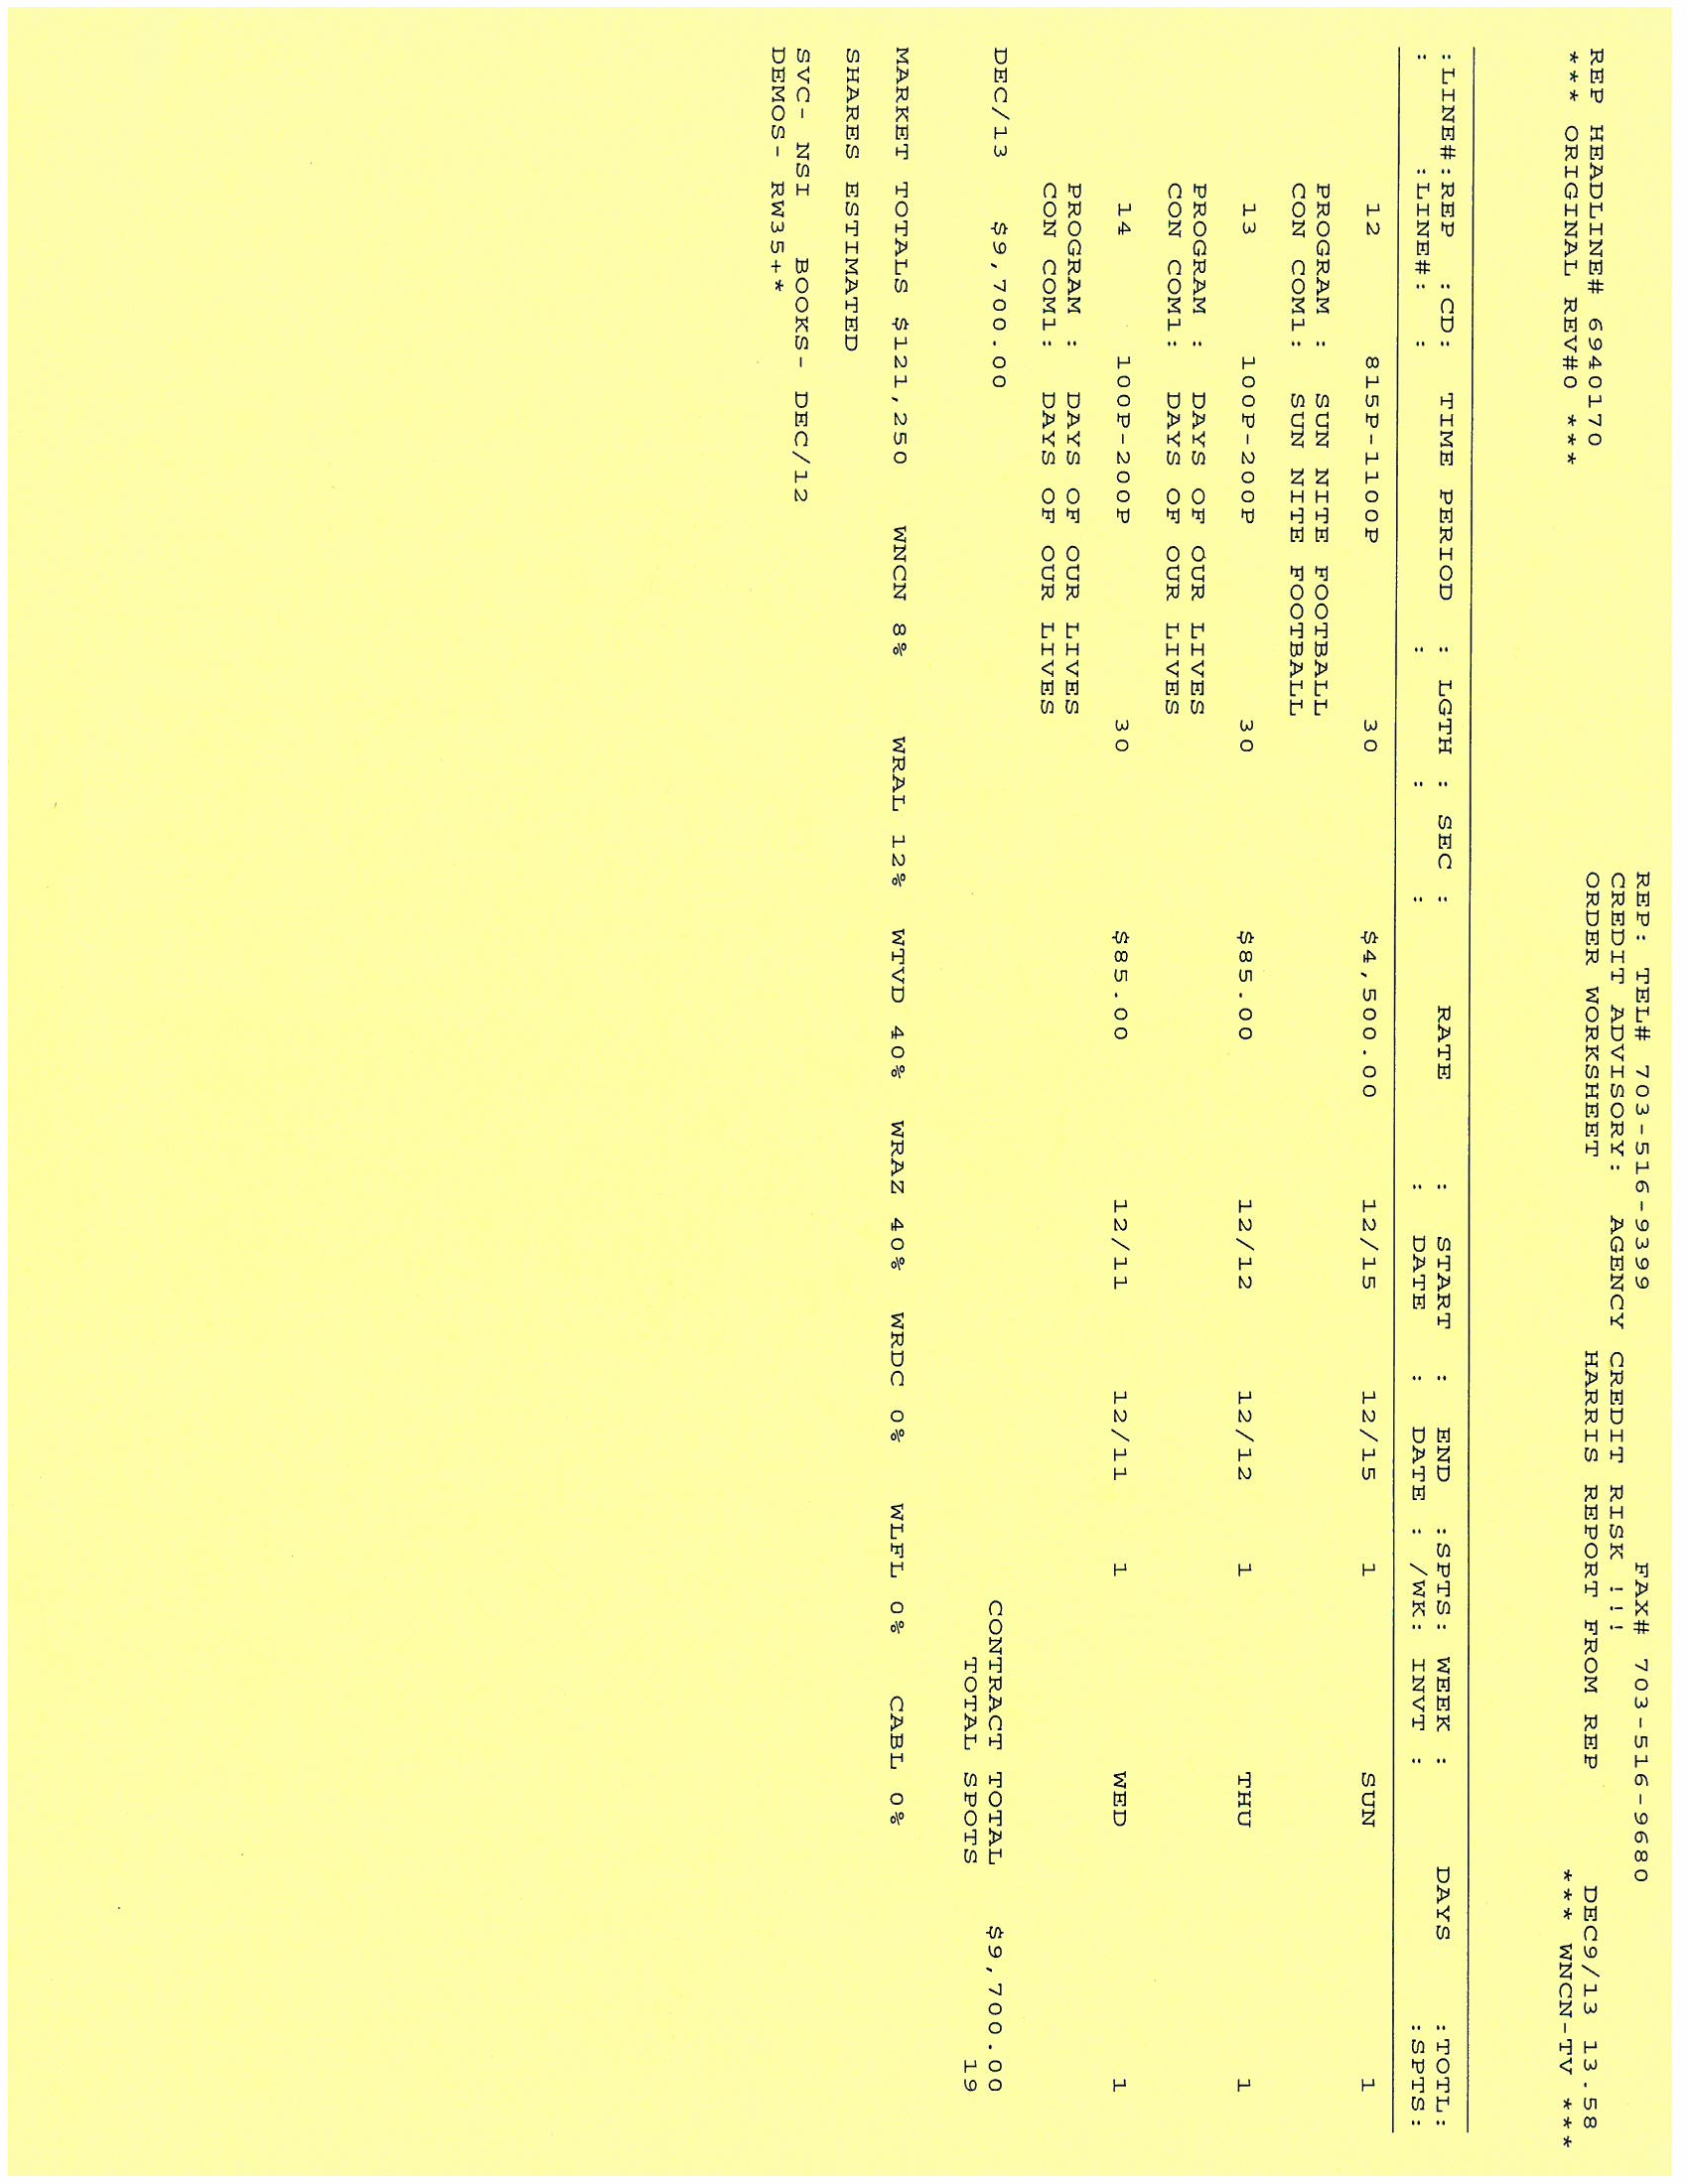 REP: TEL# 703-516-9399 FAX# 703-516-9680
CREDIT ADVISORY: AGENCY CREDIT RISK !!! DEC9/13 13.58
REP HEADLINE# 6940170 ORDER WORKSHEET HARRIS REPORT FROM REP *** WNCN-TV ***
*** ORIGINAL REV#0 ***
:LINE#:REP :CD: TIME PERIOD : LGTH : SEC : RATE : START : END :SPTS: WEEK : DAYS :TOTL:
: :LINE#: : : : : : DATE : DATE : /WK: INVT : :SPTS:
12 815P-1100P 30 $4,500.00 12/15 12/15 1 SUN 1
PROGRAM : SUN NITE FOOTBALL
CON COM1: SUN NITE FOOTBALL
13 100P-200P 30 $85.00 12/12 12/12 1 THU 1
PROGRAM : DAYS OF OUR LIVES
CON COM1: DAYS OF OUR LIVES
14 100P-200P 30 $85.00 12/11 12/11 1 WED 1
PROGRAM : DAYS OF OUR LIVES
CON COM1: DAYS OF OUR LIVES
DEC/13 $9,700.00 CONTRACT TOTAL $9,700.00
TOTAL SPOTS 19
MARKET TOTALS $121,250 WNCN 8% WRAL 12% WTVD 40% WRAZ 40% WRDC 0% WLFL 0% CABL 0%
SHARES ESTIMATED
SVC- NSI BOOKS- DEC/12
DEMOS- RW35+*